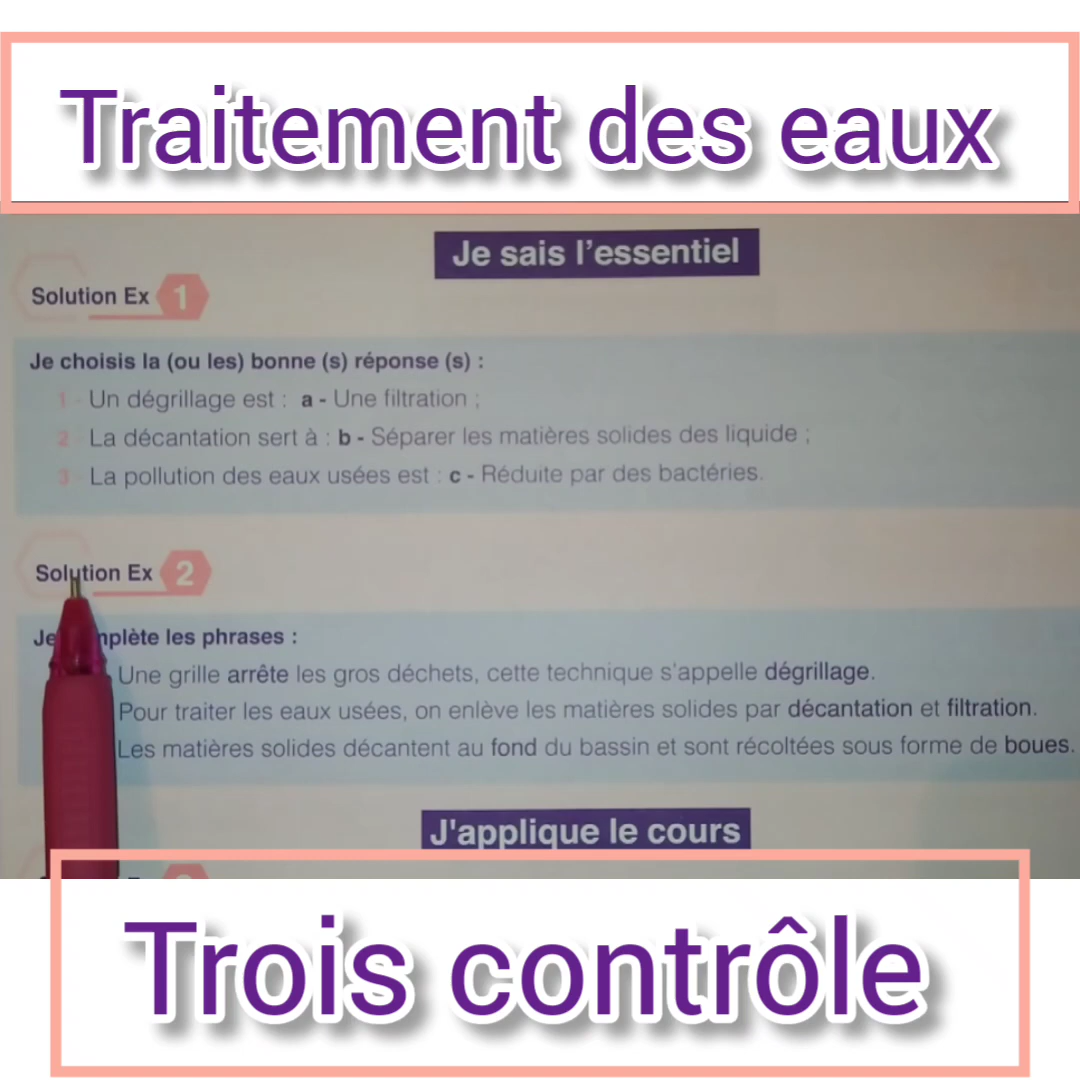 Traitement des eaux
Je sais l'essentiel
Solution Ex 1
Je choisis la (ou les) bonne (s) réponse (s) :
1 - Un dégrillage est : a - Une filtration ;
2 - La décantation sert à : b - Séparer les matières solides des liquide ;
3 - La pollution des eaux usées est : c - Réduite par des bactéries.
Solution Ex 2
Je complète les phrases :
Une grille arrête les gros déchets, cette technique s'appelle dégrillage.
Pour traiter les eaux usées, on enlève les matières solides par décantation et filtration.
Les matières solides décantent au fond du bassin et sont récoltées sous forme de boues.
J'applique le cours
Trois contrôle